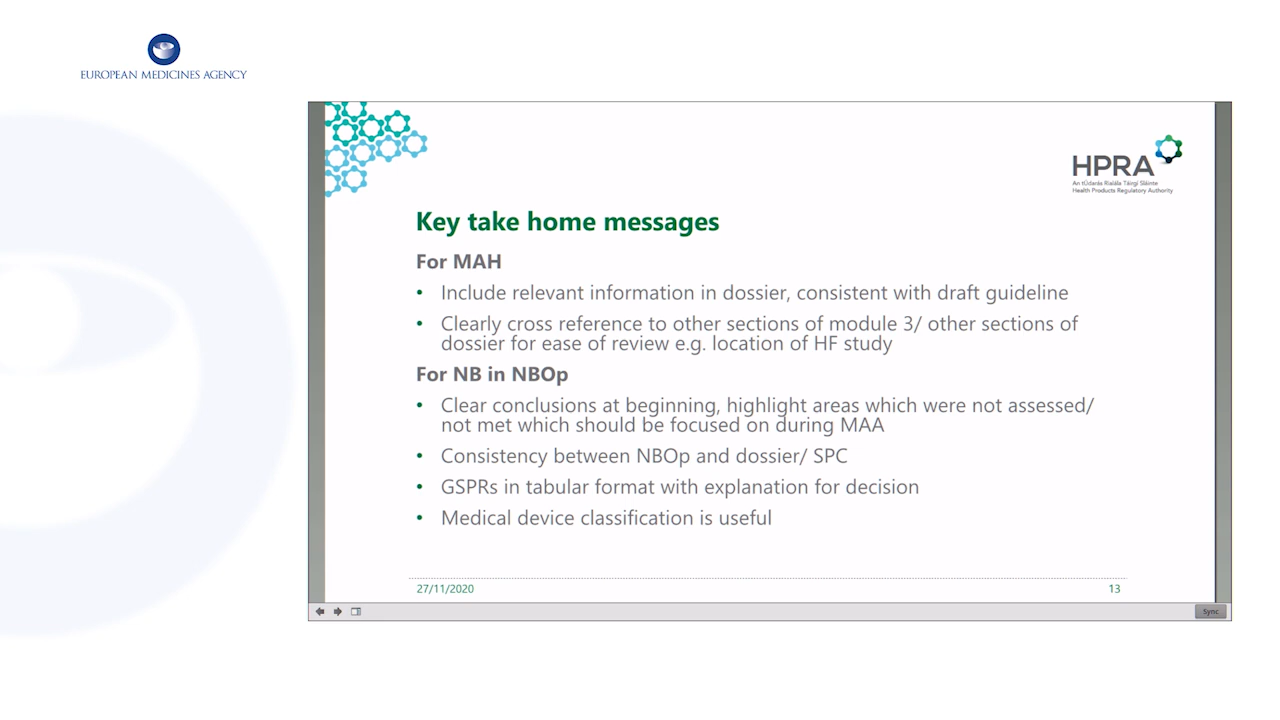 EUROPEAN MEDICINES AGENCY
HPRA
An tÚdarás Rialála Táirgí Sláinte
Health Products Regulatory Authority
Key take home messages
For MAH
• Include relevant information in dossier, consistent with draft guideline
• Clearly cross reference to other sections of module 3/ other sections of
dossier for ease of review e.g. location of HF study
For NB in NBOp
• Clear conclusions at beginning, highlight areas which were not assessed/
not met which should be focused on during MAA
• Consistency between NBOp and dossier/ SPC
• GSPRs in tabular format with explanation for decision
• Medical device classification is useful
27/11/2020
13
Sync